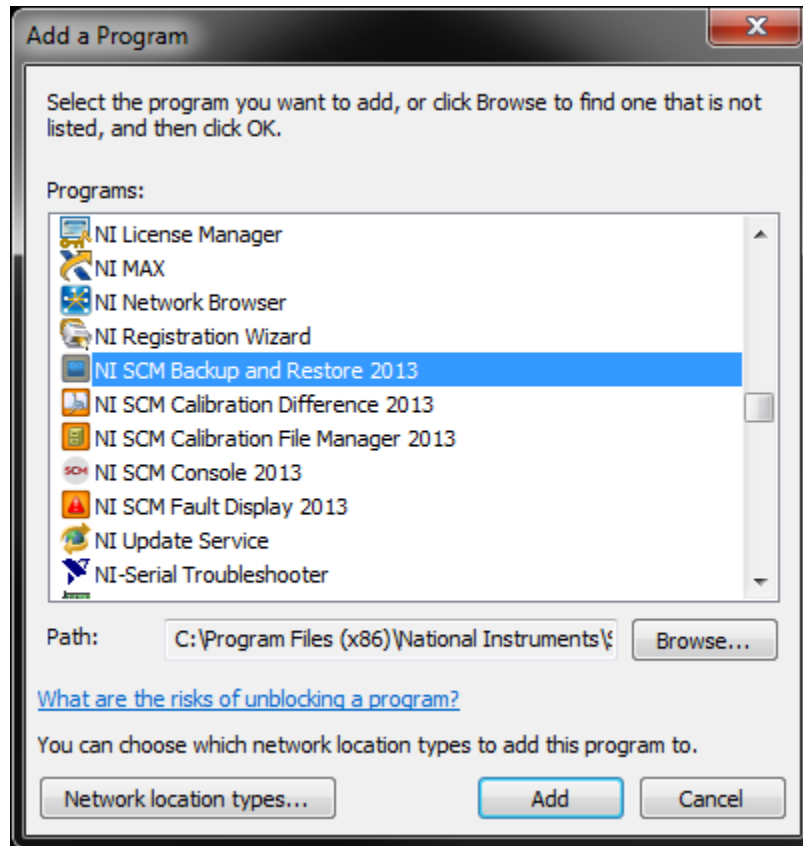 Add a Program
Select the program you want to add, or click Browse to find one that is not
listed, and then click OK.
Programs:
NI License Manager
NI MAX
NI Network Browser
NI Registration Wizard
NI SCM Backup and Restore 2013
NI SCM Calibration Difference 2013
NI SCM Calibration File Manager 2013
SCM NI SCM Console 2013
NI SCM Fault Display 2013
NI Update Service
NI-Serial Troubleshooter
Path: C:\Program Files (x86)\National Instruments\S Browse...
What are the risks of unblocking a program?
You can choose which network location types to add this program to.
Network location types... Add Cancel